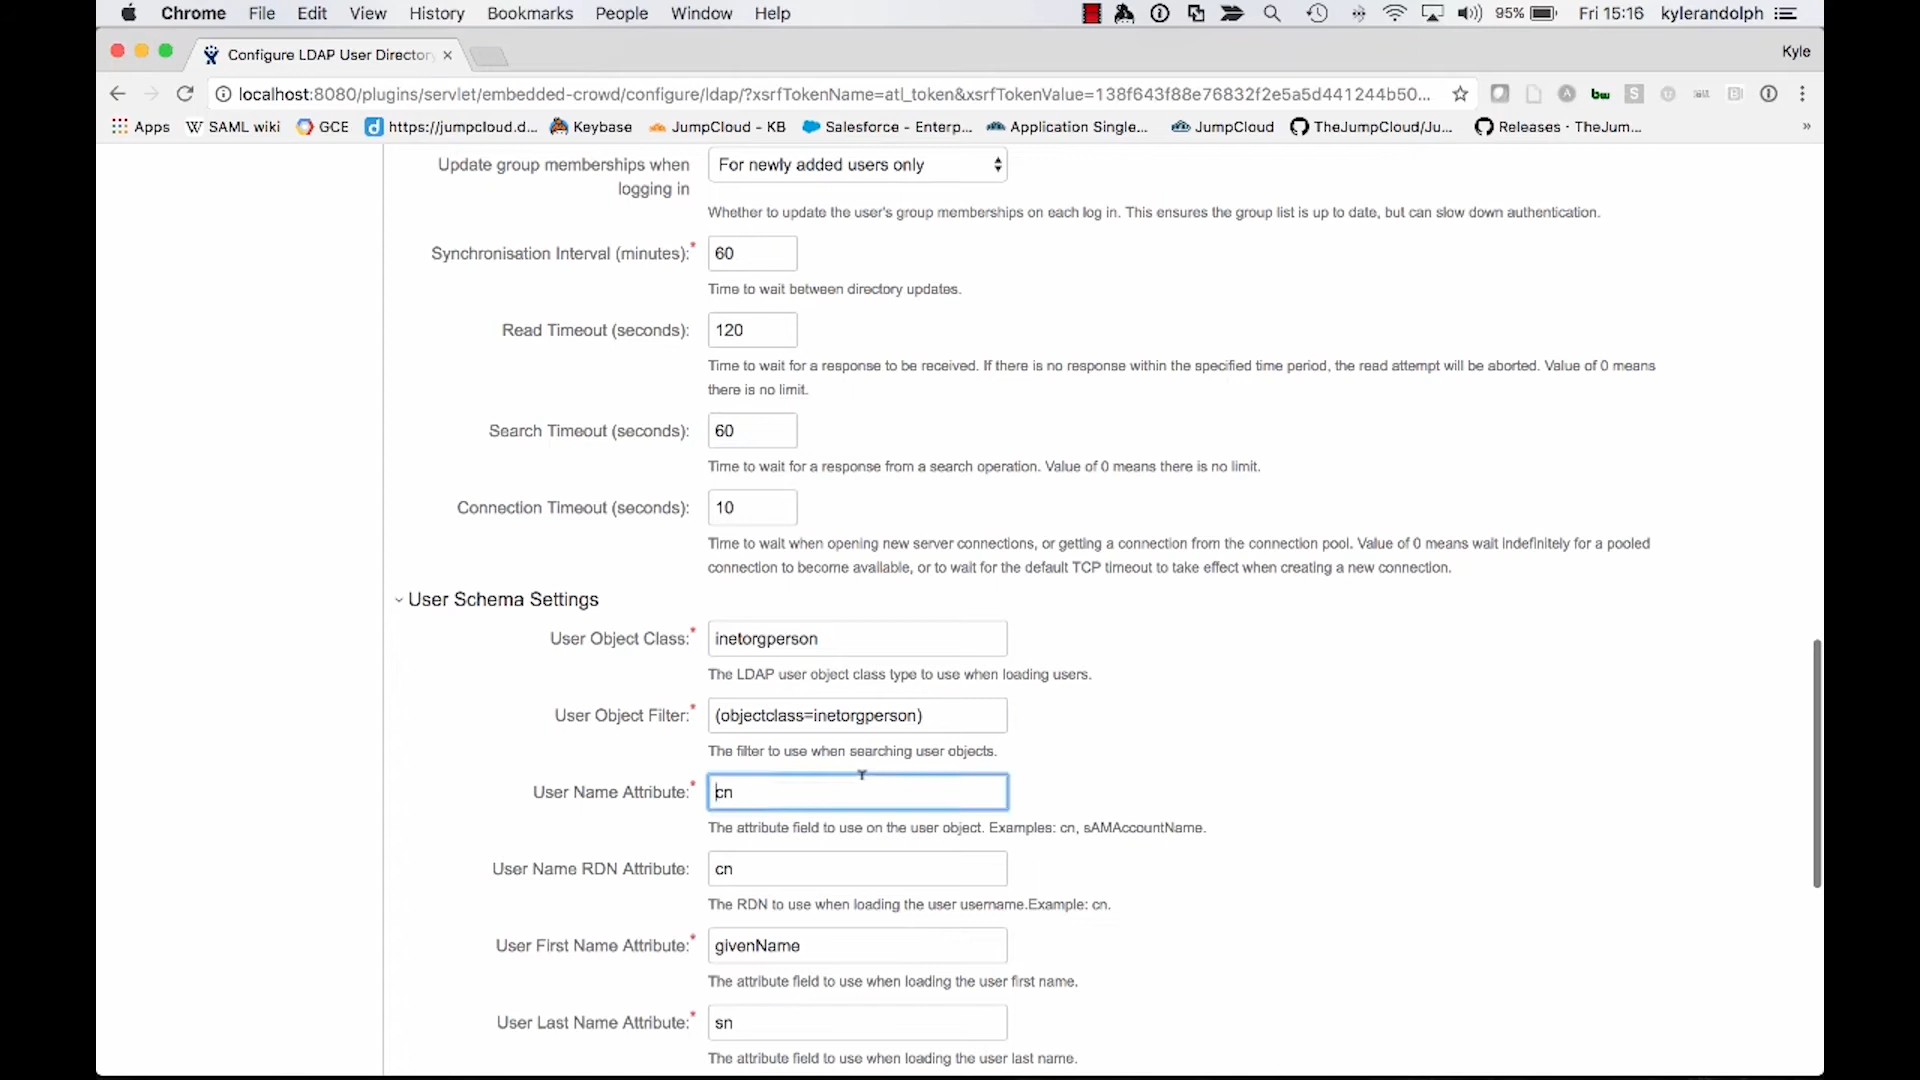 Chrome File Edit View History Bookmarks People Window Help 95% Fri 15:16 kylerandolph
Configure LDAP User Directory Kyle
localhost:8080/plugins/servlet/embedded-crowd/configure/ldap/?xsrfTokenName=atl_token&xsrfTokenValue=138f643f88e76832f2e5a5d441244b50...
Apps SAML wiki GCE https://jumpcloud.d... Keybase JumpCloud - KB Salesforce - Enterp... Application Single... JumpCloud TheJumpCloud/Ju... Releases · TheJum... »
Update group memberships when
logging in
For newly added users only
Whether to update the user's group memberships on each log in. This ensures the group list is up to date, but can slow down authentication.
Synchronisation Interval (minutes):* 60
Time to wait between directory updates.
Read Timeout (seconds): 120
Time to wait for a response to be received. If there is no response within the specified time period, the read attempt will be aborted. Value of 0 means
there is no limit.
Search Timeout (seconds): 60
Time to wait for a response from a search operation. Value of 0 means there is no limit.
Connection Timeout (seconds): 10
Time to wait when opening new server connections, or getting a connection from the connection pool. Value of 0 means wait indefinitely for a pooled
connection to become available, or to wait for the default TCP timeout to take effect when creating a new connection.
User Schema Settings
User Object Class:* inetorgperson
The LDAP user object class type to use when loading users.
User Object Filter:* (objectclass=inetorgperson)
The filter to use when searching user objects.
User Name Attribute:* cn
The attribute field to use on the user object. Examples: cn, sAMAccountName.
User Name RDN Attribute: cn
The RDN to use when loading the user username.Example: cn.
User First Name Attribute:* givenName
The attribute field to use when loading the user first name.
User Last Name Attribute:* sn
The attribute field to use when loading the user last name.